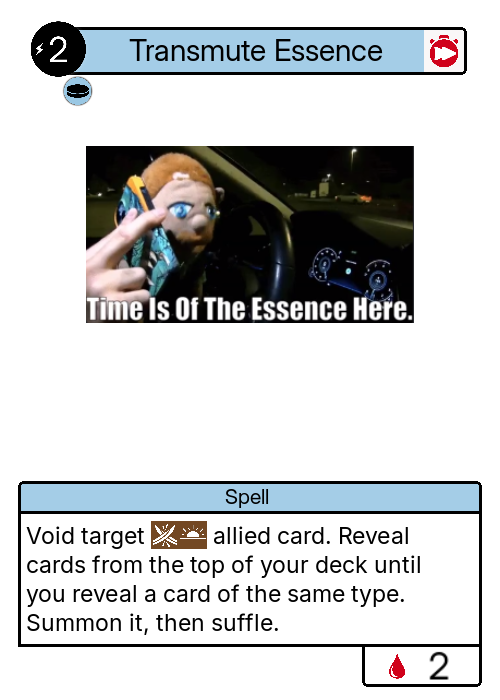 2
Transmute Essence
Time Is Of The Essence Here.
Spell
Void target allied card. Reveal
cards from the top of your deck until
you reveal a card of the same type.
Summon it, then suffle.
2